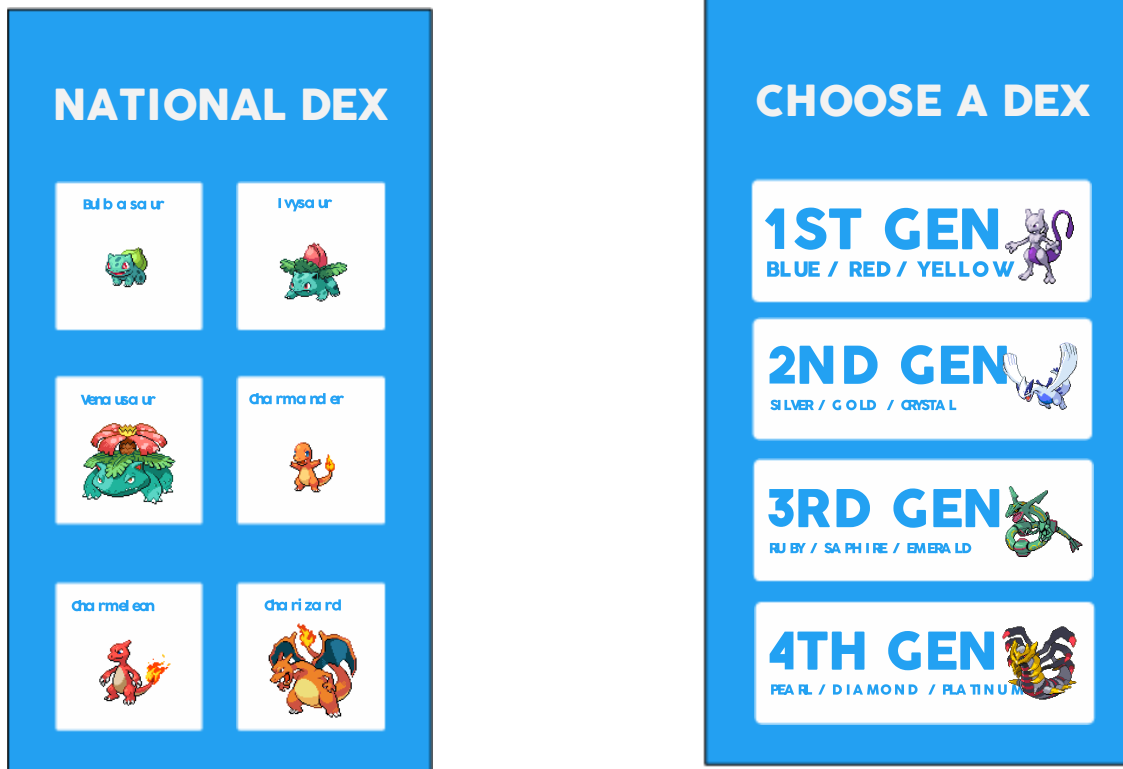 NATIONAL DEX
Bulbasaur
Ivysaur
Venausaur
Charmander
Charmelean
Charizard
CHOOSE A DEX
1ST GEN
BLUE / RED / YELLOW
2ND GEN
SILVER / GOLD / CRYSTAL
3RD GEN
RUBY / SAPHIRE / EMERALD
4TH GEN
PEARL / DIAMOND / PLATINUM